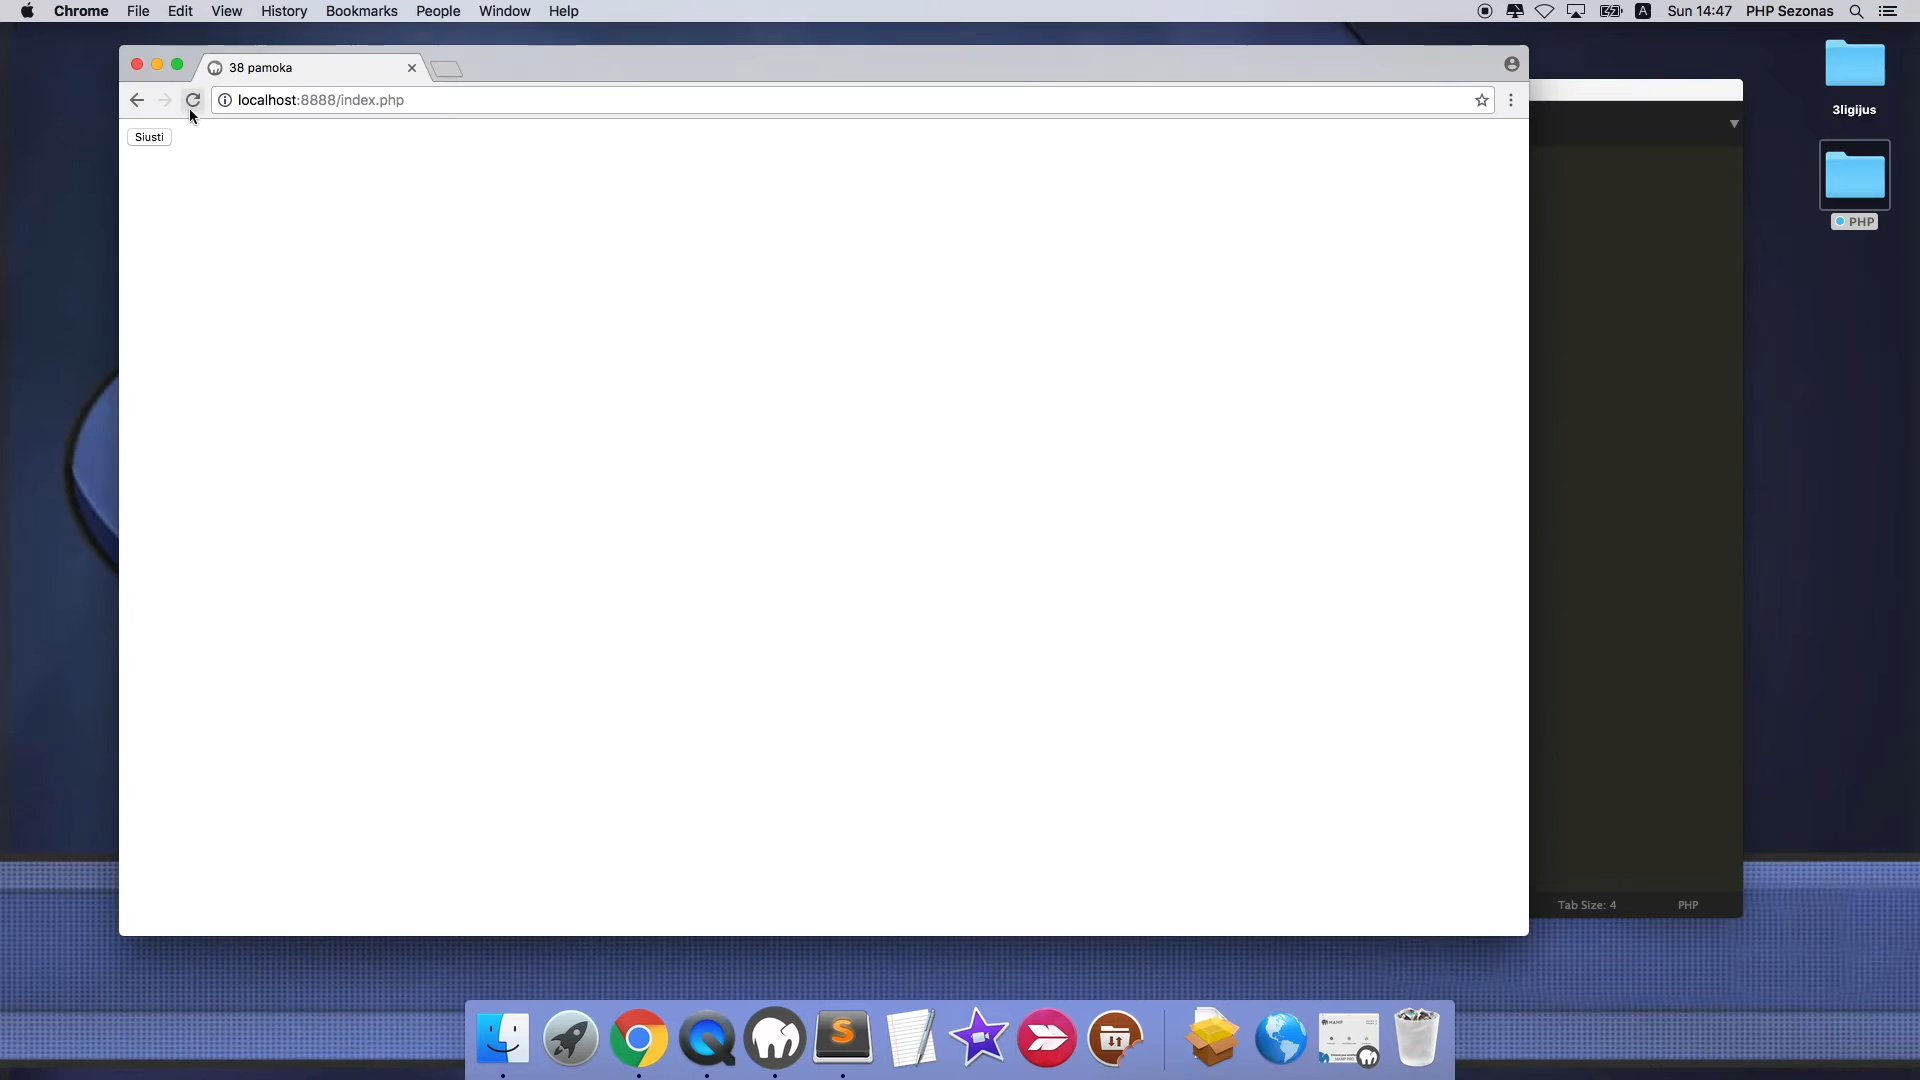 Chrome File Edit View History Bookmarks People Window Help
A Sun 14:47 PHP Sezonas
38 pamoka
localhost:8888/index.php
Siusti
3ligijus
PHP
Tab Size: 4 PHP
S